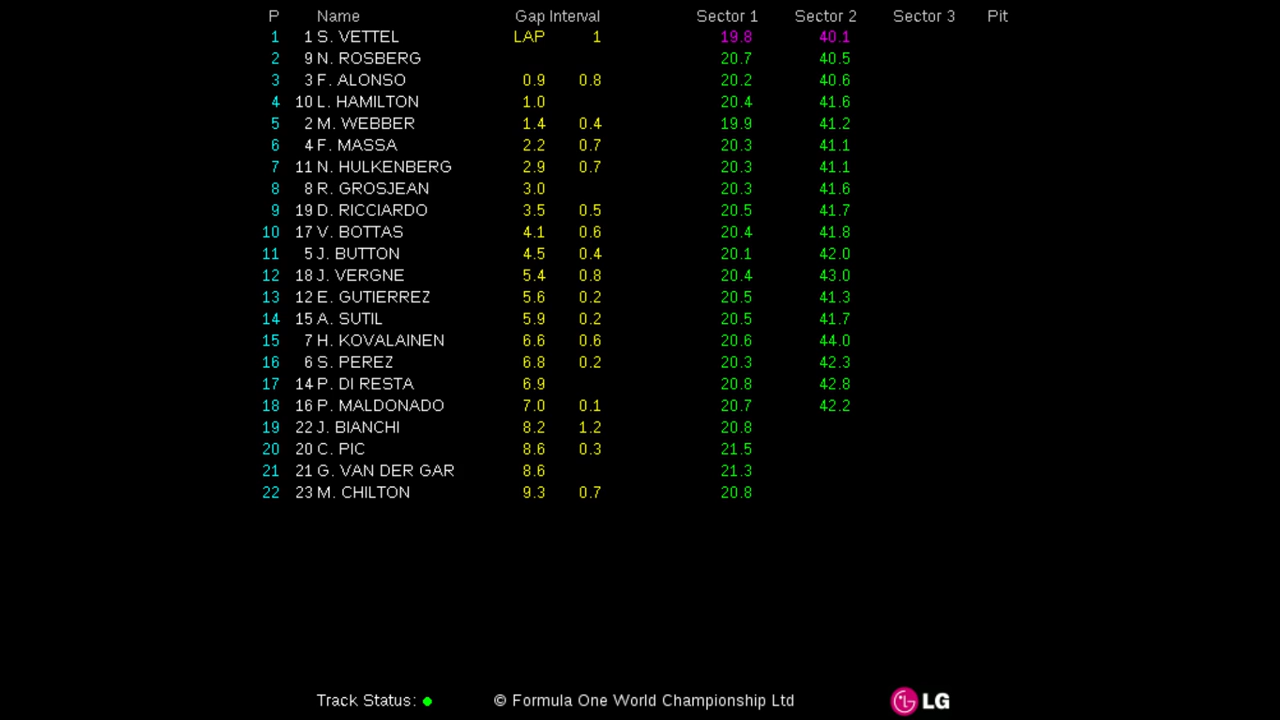 P Name Gap Interval Sector 1 Sector 2 Sector 3 Pit
1 1 S. VETTEL LAP 1 19.8 40.1
2 9 N. ROSBERG 20.7 40.5
3 3 F. ALONSO 0.9 0.8 20.2 40.6
4 10 L. HAMILTON 1.0 20.4 41.6
5 2 M. WEBBER 1.4 0.4 19.9 41.2
6 4 F. MASSA 2.2 0.7 20.3 41.1
7 11 N. HULKENBERG 2.9 0.7 20.3 41.1
8 8 R. GROSJEAN 3.0 20.3 41.6
9 19 D. RICCIARDO 3.5 0.5 20.5 41.7
10 17 V. BOTTAS 4.1 0.6 20.4 41.8
11 5 J. BUTTON 4.5 0.4 20.1 42.0
12 18 J. VERGNE 5.4 0.8 20.4 43.0
13 12 E. GUTIERREZ 5.6 0.2 20.5 41.3
14 15 A. SUTIL 5.9 0.2 20.5 41.7
15 7 H. KOVALAINEN 6.6 0.6 20.6 44.0
16 6 S. PEREZ 6.8 0.2 20.3 42.3
17 14 P. DI RESTA 6.9 20.8 42.8
18 16 P. MALDONADO 7.0 0.1 20.7 42.2
19 22 J. BIANCHI 8.2 1.2 20.8
20 20 C. PIC 8.6 0.3 21.5
21 21 G. VAN DER GAR 8.6 21.3
22 23 M. CHILTON 9.3 0.7 20.8
Track Status: © Formula One World Championship Ltd LG